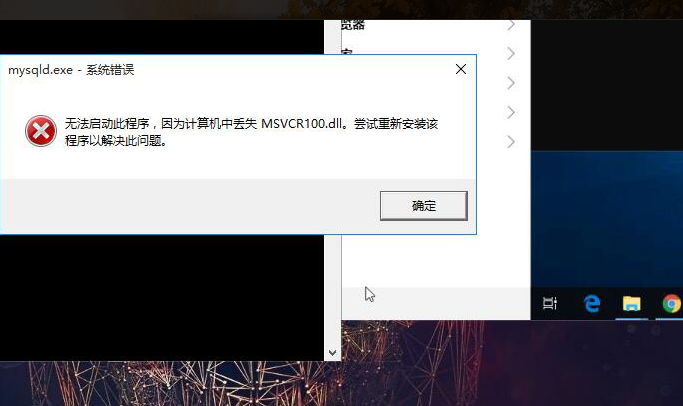 览器
mysqld.exe - 系统错误
无法启动此程序，因为计算机中丢失 MSVCR100.dll。尝试重新安装该
程序以解决此问题。
确定